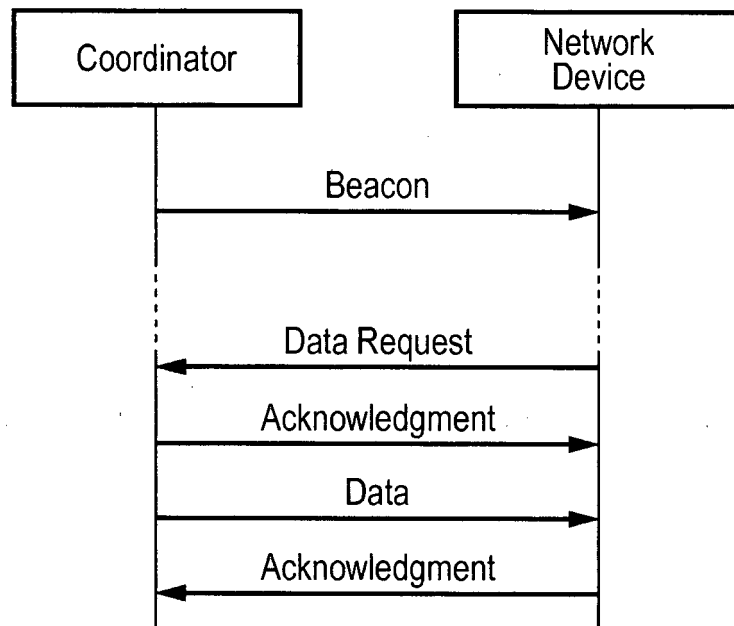 Coordinator
Network
Device
Beacon
Data Request
Acknowledgment
Data
Acknowledgment